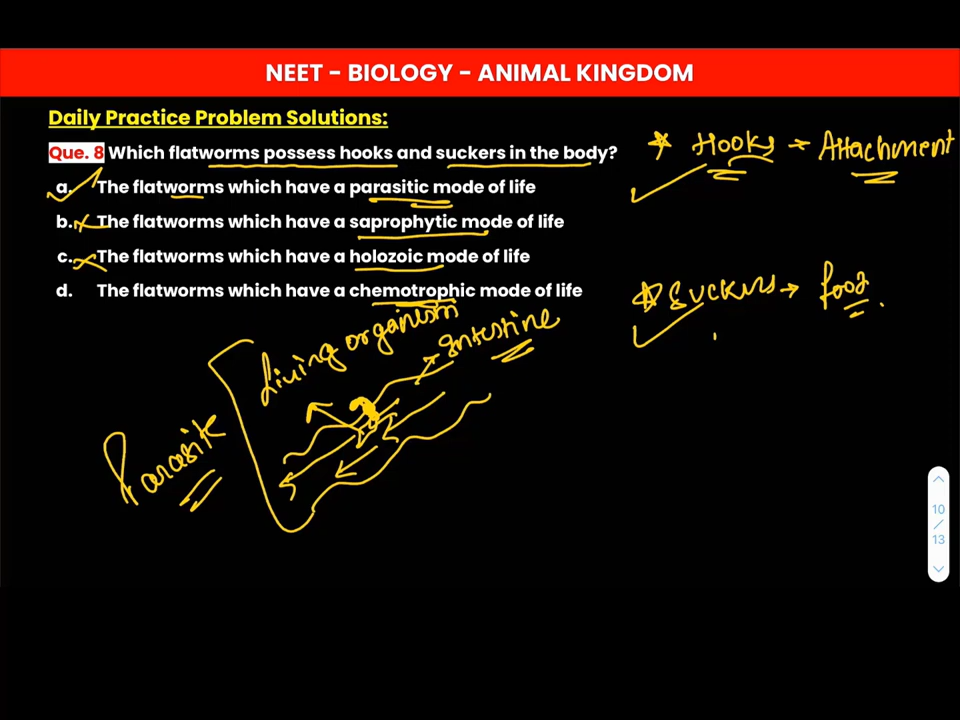 NEET - BIOLOGY - ANIMAL KINGDOM
Daily Practice Problem Solutions:
Que. 8 Which flatworms possess hooks and suckers in the body?
a. The flatworms which have a parasitic mode of life
b. The flatworms which have a saprophytic mode of life
c. The flatworms which have a holozoic mode of life
d. The flatworms which have a chemotrophic mode of life
Hooks → Attachment
Suckers → food.
Living organism
→ Intestine
Parasite
10
/
13